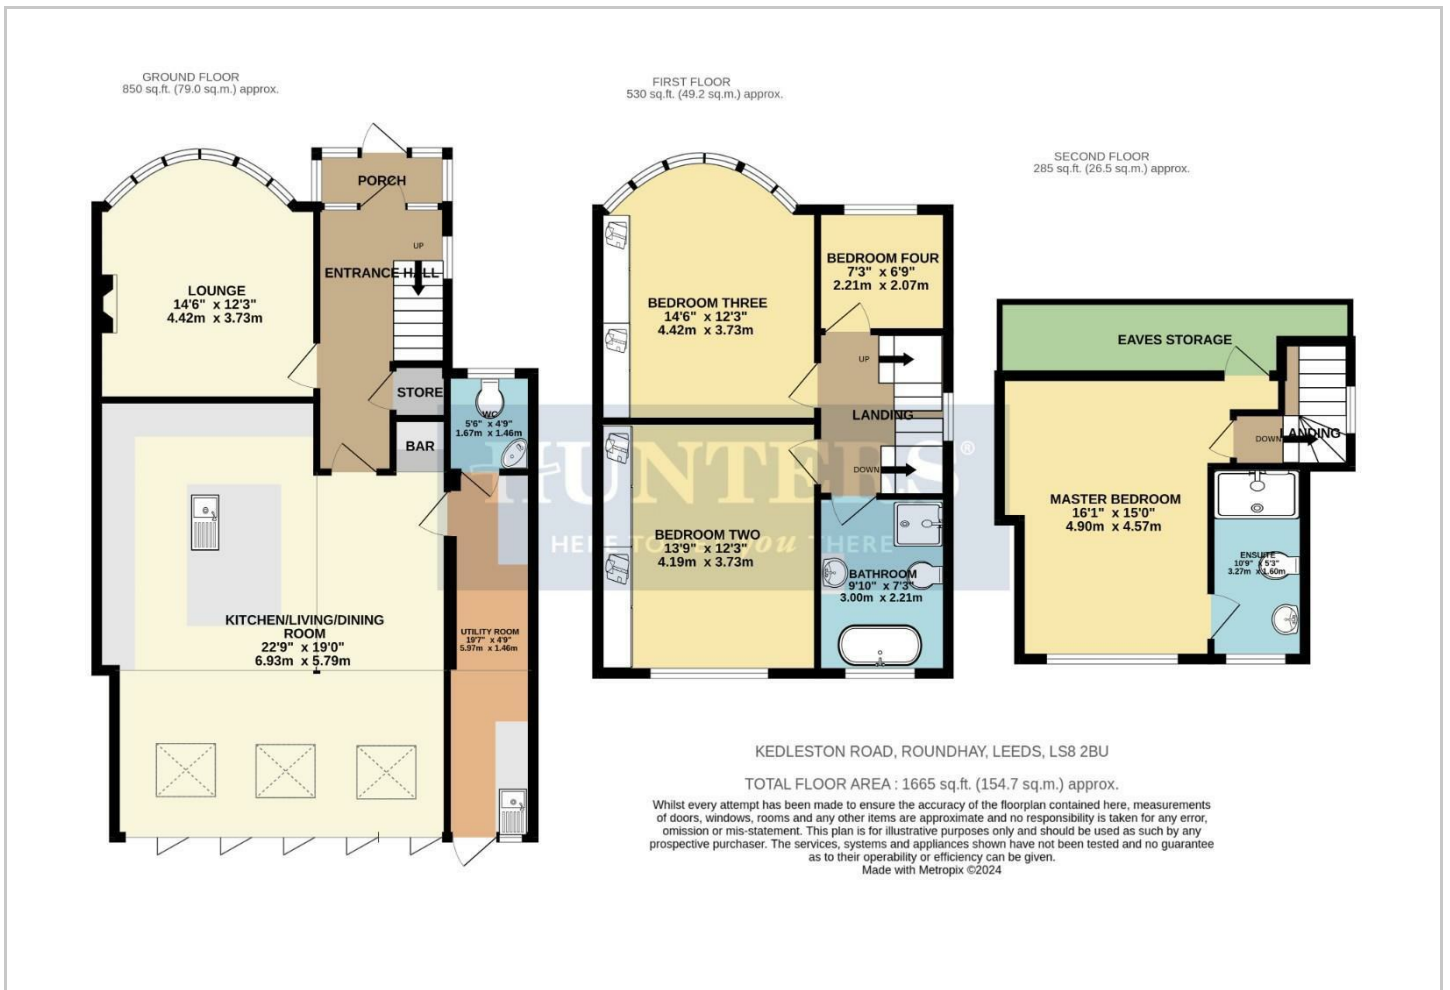 GROUND FLOOR
850 sq.ft. (79.0 sq.m.) approx.
PORCH
UP
ENTRANCE HALL
LOUNGE
14'6" x 12'3"
4.42m x 3.73m
STORE
WC
5'6" x 4'9"
1.67m x 1.46m
BAR
KITCHEN/LIVING/DINING
ROOM
22'9" x 19'0"
6.93m x 5.79m
UTILITY ROOM
19'7" x 4'9"
5.97m x 1.46m
FIRST FLOOR
530 sq.ft. (49.2 sq.m.) approx.
BEDROOM FOUR
7'3" x 6'9"
2.21m x 2.07m
BEDROOM THREE
14'6" x 12'3"
4.42m x 3.73m
UP
LANDING
DOWN
BEDROOM TWO
13'9" x 12'3"
4.19m x 3.73m
BATHROOM
9'10" x 7'3"
3.00m x 2.21m
SECOND FLOOR
285 sq.ft. (26.5 sq.m.) approx.
EAVES STORAGE
LANDING
DOWN
MASTER BEDROOM
16'1" x 15'0"
4.90m x 4.57m
ENSUITE
10'9" x 5'3"
3.27m x 1.60m
HUNTERS®
HERE TO you THERE
KEDLESTON ROAD, ROUNDHAY, LEEDS, LS8 2BU
TOTAL FLOOR AREA : 1665 sq.ft. (154.7 sq.m.) approx.
Whilst every attempt has been made to ensure the accuracy of the floorplan contained here, measurements
of doors, windows, rooms and any other items are approximate and no responsibility is taken for any error,
omission or mis-statement. This plan is for illustrative purposes only and should be used as such by any
prospective purchaser. The services, systems and appliances shown have not been tested and no guarantee
as to their operability or efficiency can be given.
Made with Metropix ©2024